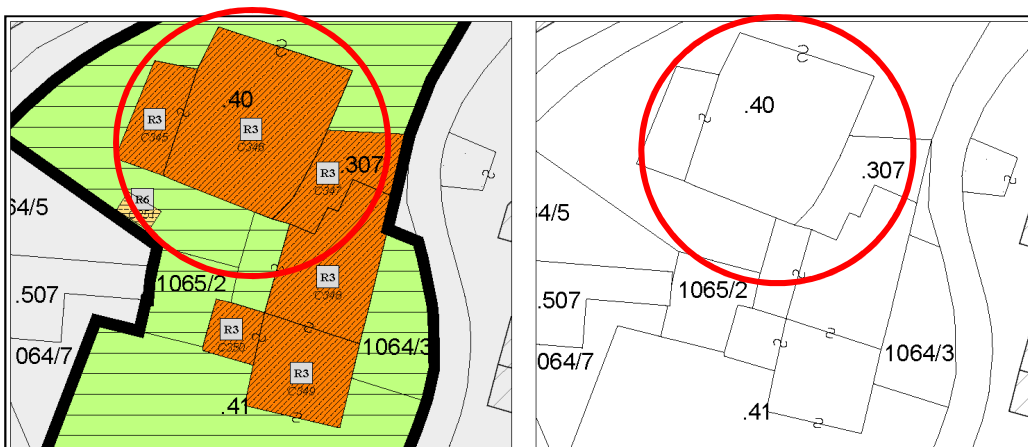 .40
R3
C345
R3
C346
.307
R3
C347
R6
64/5
R3
C348
1065/2
.507
R3
C350
064/7
1064/3
R3
C349
.41
.40
.307
64/5
1065/2
.507
064/7
1064/3
.41